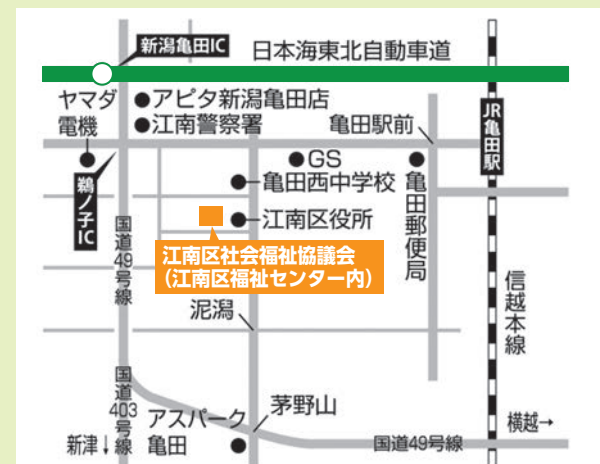 新潟亀田IC
日本海東北自動車道
ヤマダ
電機
●アピタ新潟亀田店
●江南警察署
亀田駅前
JR亀田駅
●GS
亀田西中学校
亀田郵便局
鵜ノ子IC
江南区役所
国道49号線
江南区社会福祉協議会
(江南区福祉センター内)
信越本線
泥潟
国道403号線
茅野山
アスパーク
亀田
横越→
新津↓
国道49号線